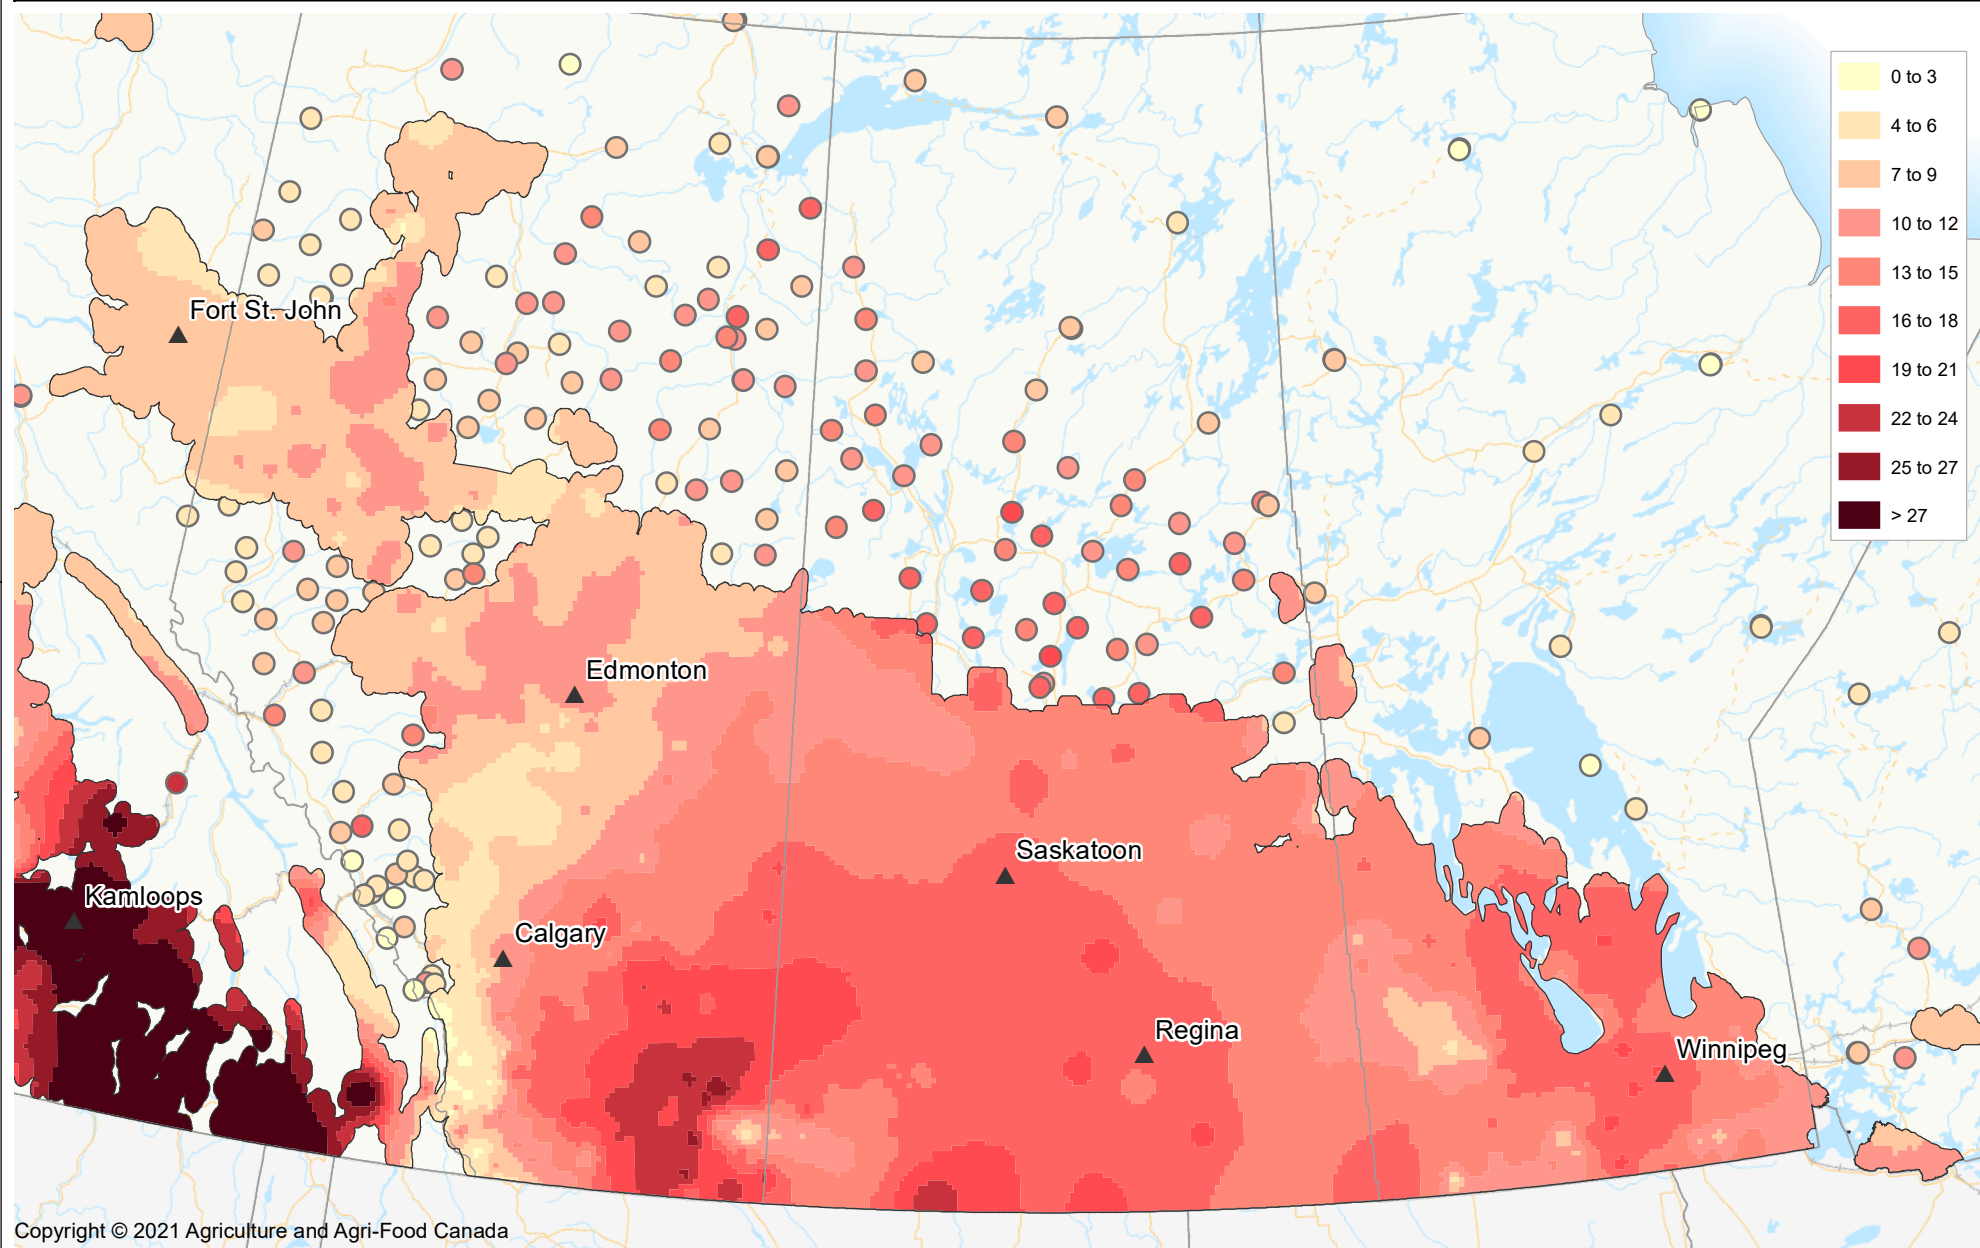 0 to 3
4 to 6
7 to 9
10 to 12
13 to 15
16 to 18
19 to 21
22 to 24
25 to 27
> 27
Fort St. John
Edmonton
Saskatoon
Kamloops
Calgary
Regina
Winnipeg
Copyright © 2021 Agriculture and Agri-Food Canada